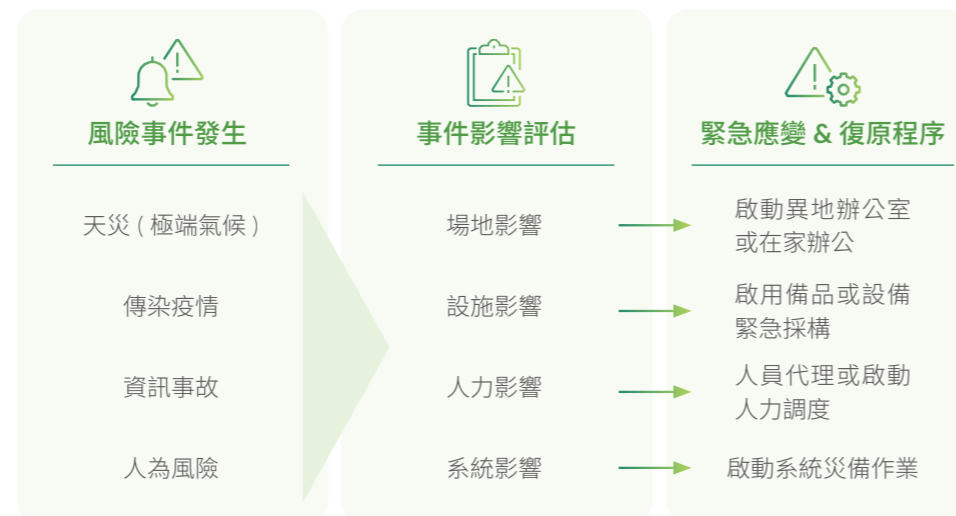 風險事件發生
天災 ( 極端氣候 )
傳染疫情
資訊事故
人為風險
事件影響評估
場地影響
設施影響
人力影響
系統影響
緊急應變 & 復原程序
啟動異地辦公室
或在家辦公
啟用備品或設備
緊急採構
人員代理或啟動
人力調度
啟動系統災備作業